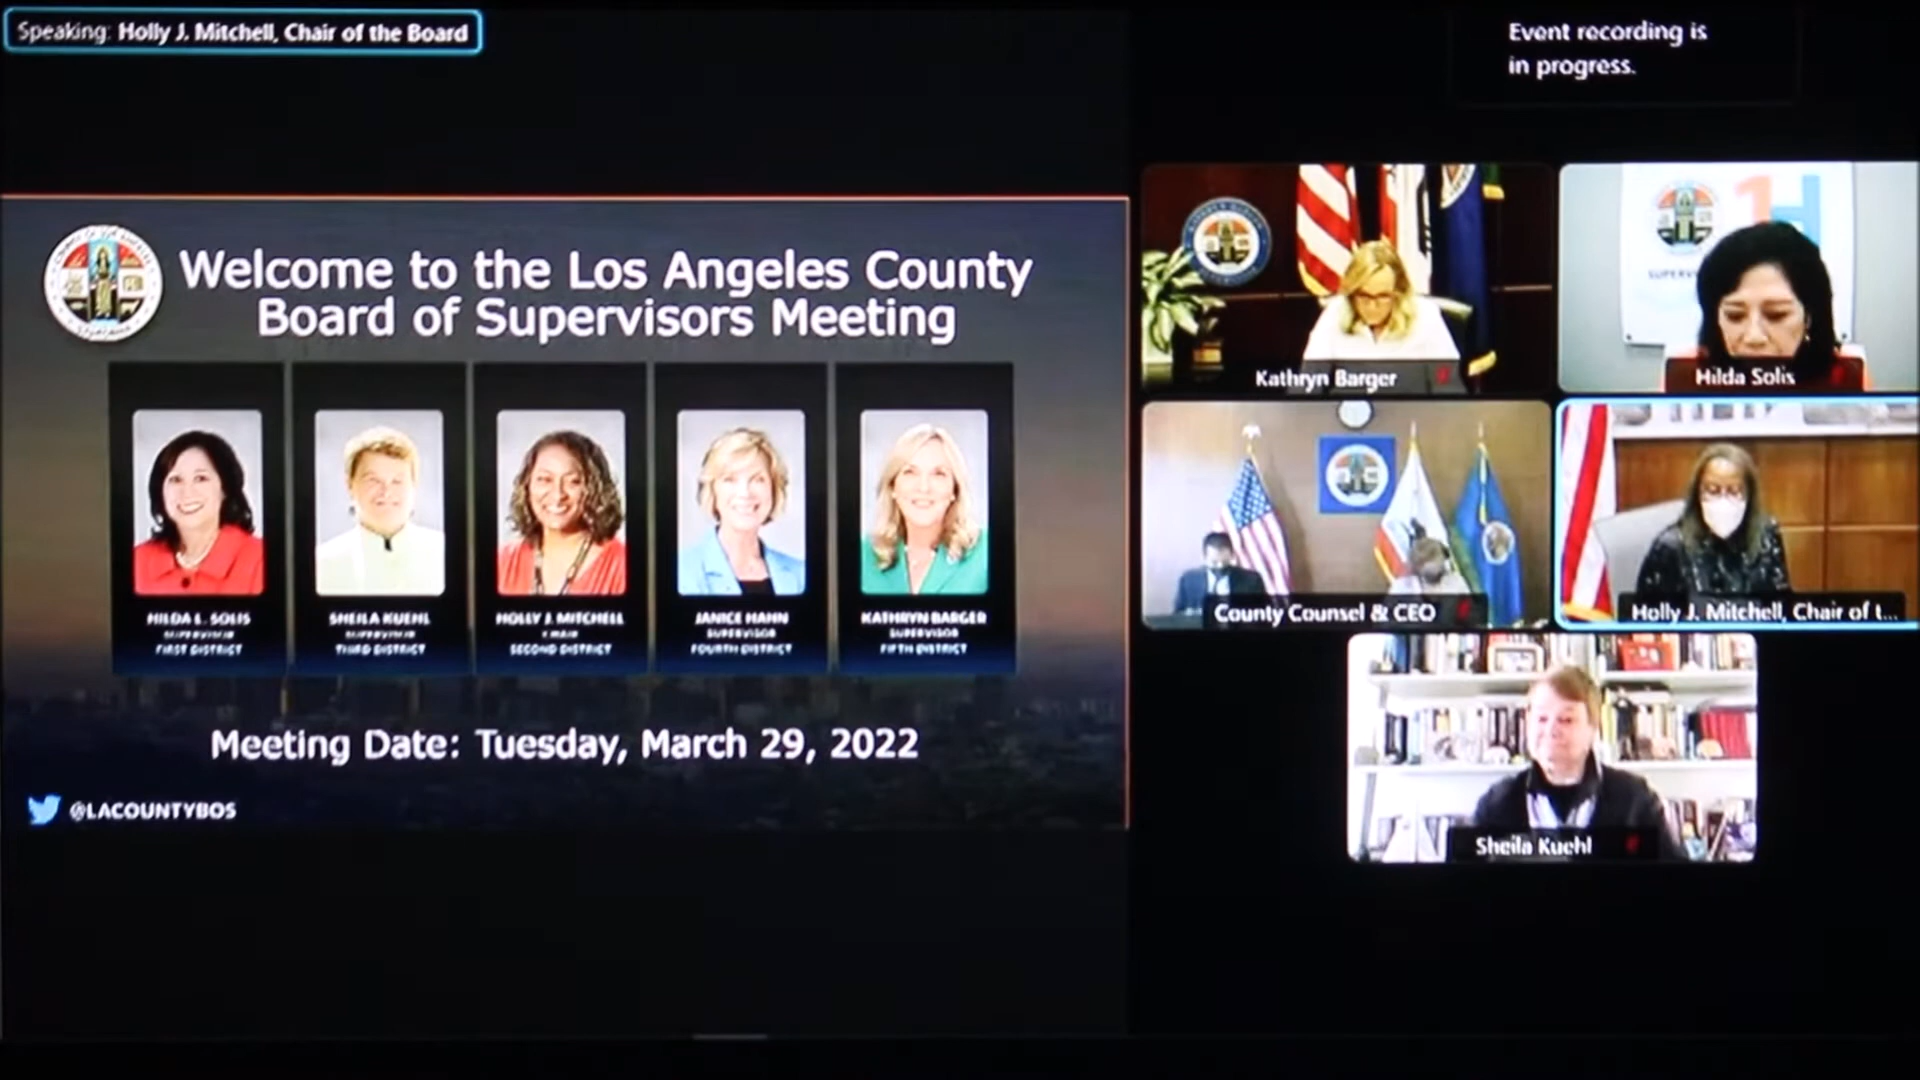 Speaking: Holly J. Mitchell, Chair of the Board
Event recording is
in progress.
Welcome to the Los Angeles County
Board of Supervisors Meeting
HILDA L. SOLIS
SUPERVISOR
FIRST DISTRICT
SHEILA KUEHL
SUPERVISOR
THIRD DISTRICT
HOLLY J. MITCHELL
CHAIR
SECOND DISTRICT
JANICE HAHN
SUPERVISOR
FOURTH DISTRICT
KATHRYN BARGER
SUPERVISOR
FIFTH DISTRICT
Meeting Date: Tuesday, March 29, 2022
@LACOUNTYBOS
Kathryn Barger
Hilda Solis
County Counsel & CEO
Holly J. Mitchell, Chair of t...
Sheila Kuehl